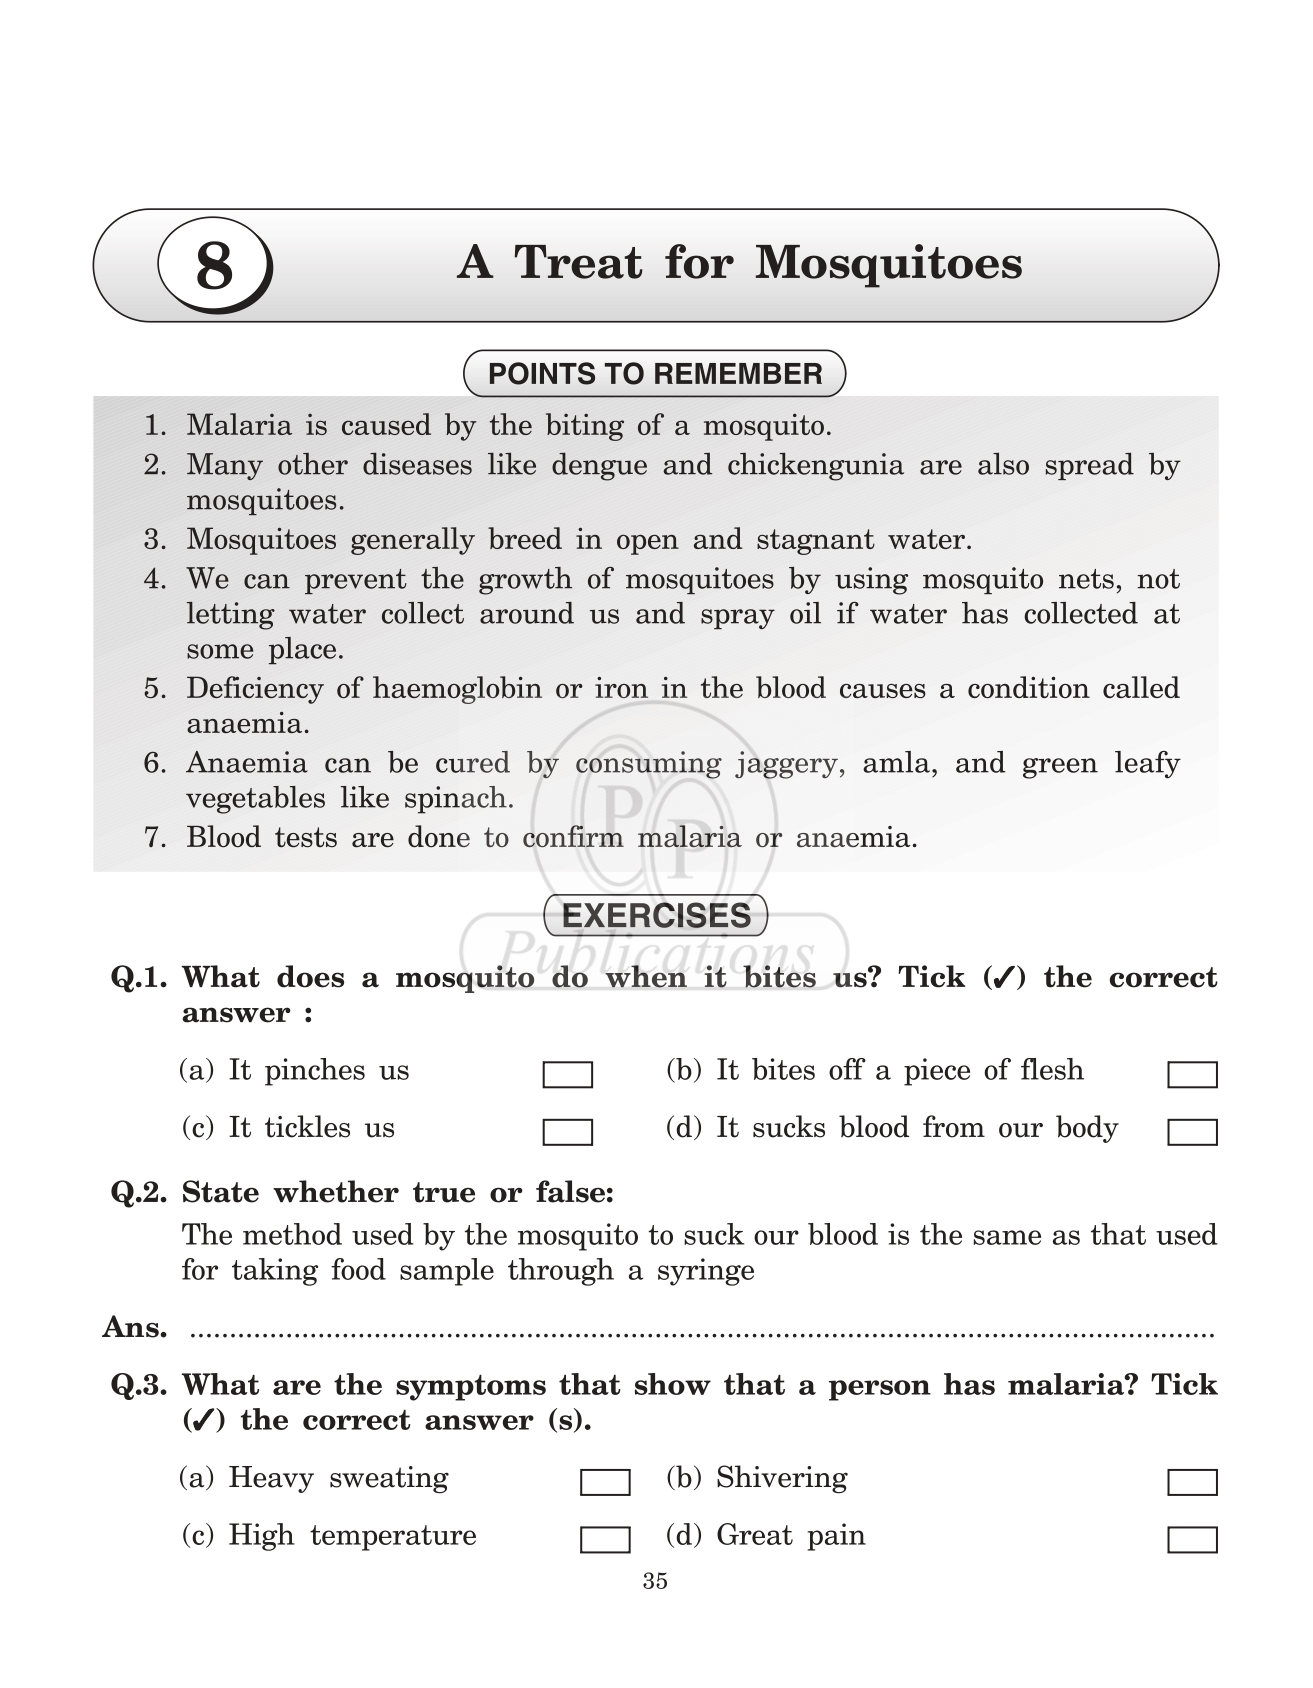 8
A Treat for Mosquitoes
POINTS TO REMEMBER
1. Malaria is caused by the biting of a mosquito.
2. Many other diseases like dengue and chickengunia are also spread by
mosquitoes.
3. Mosquitoes generally breed in open and stagnant water.
4. We can prevent the growth of mosquitoes by using mosquito nets, not
letting water collect around us and spray oil if water has collected at
some place.
5. Deficiency of haemoglobin or iron in the blood causes a condition called
anaemia.
6. Anaemia can be cured by consuming jaggery, amla, and green leafy
vegetables like spinach.
7. Blood tests are done to confirm malaria or anaemia.
P P
EXERCISES
Publications
Q.1. What does a mosquito do when it bites us? Tick (✓) the correct
answer :
(a) It pinches us (b) It bites off a piece of flesh
(c) It tickles us (d) It sucks blood from our body
Q.2. State whether true or false:
The method used by the mosquito to suck our blood is the same as that used
for taking food sample through a syringe
Ans. ................................................................................................................................
Q.3. What are the symptoms that show that a person has malaria? Tick
(✓) the correct answer (s).
(a) Heavy sweating (b) Shivering
(c) High temperature (d) Great pain
35